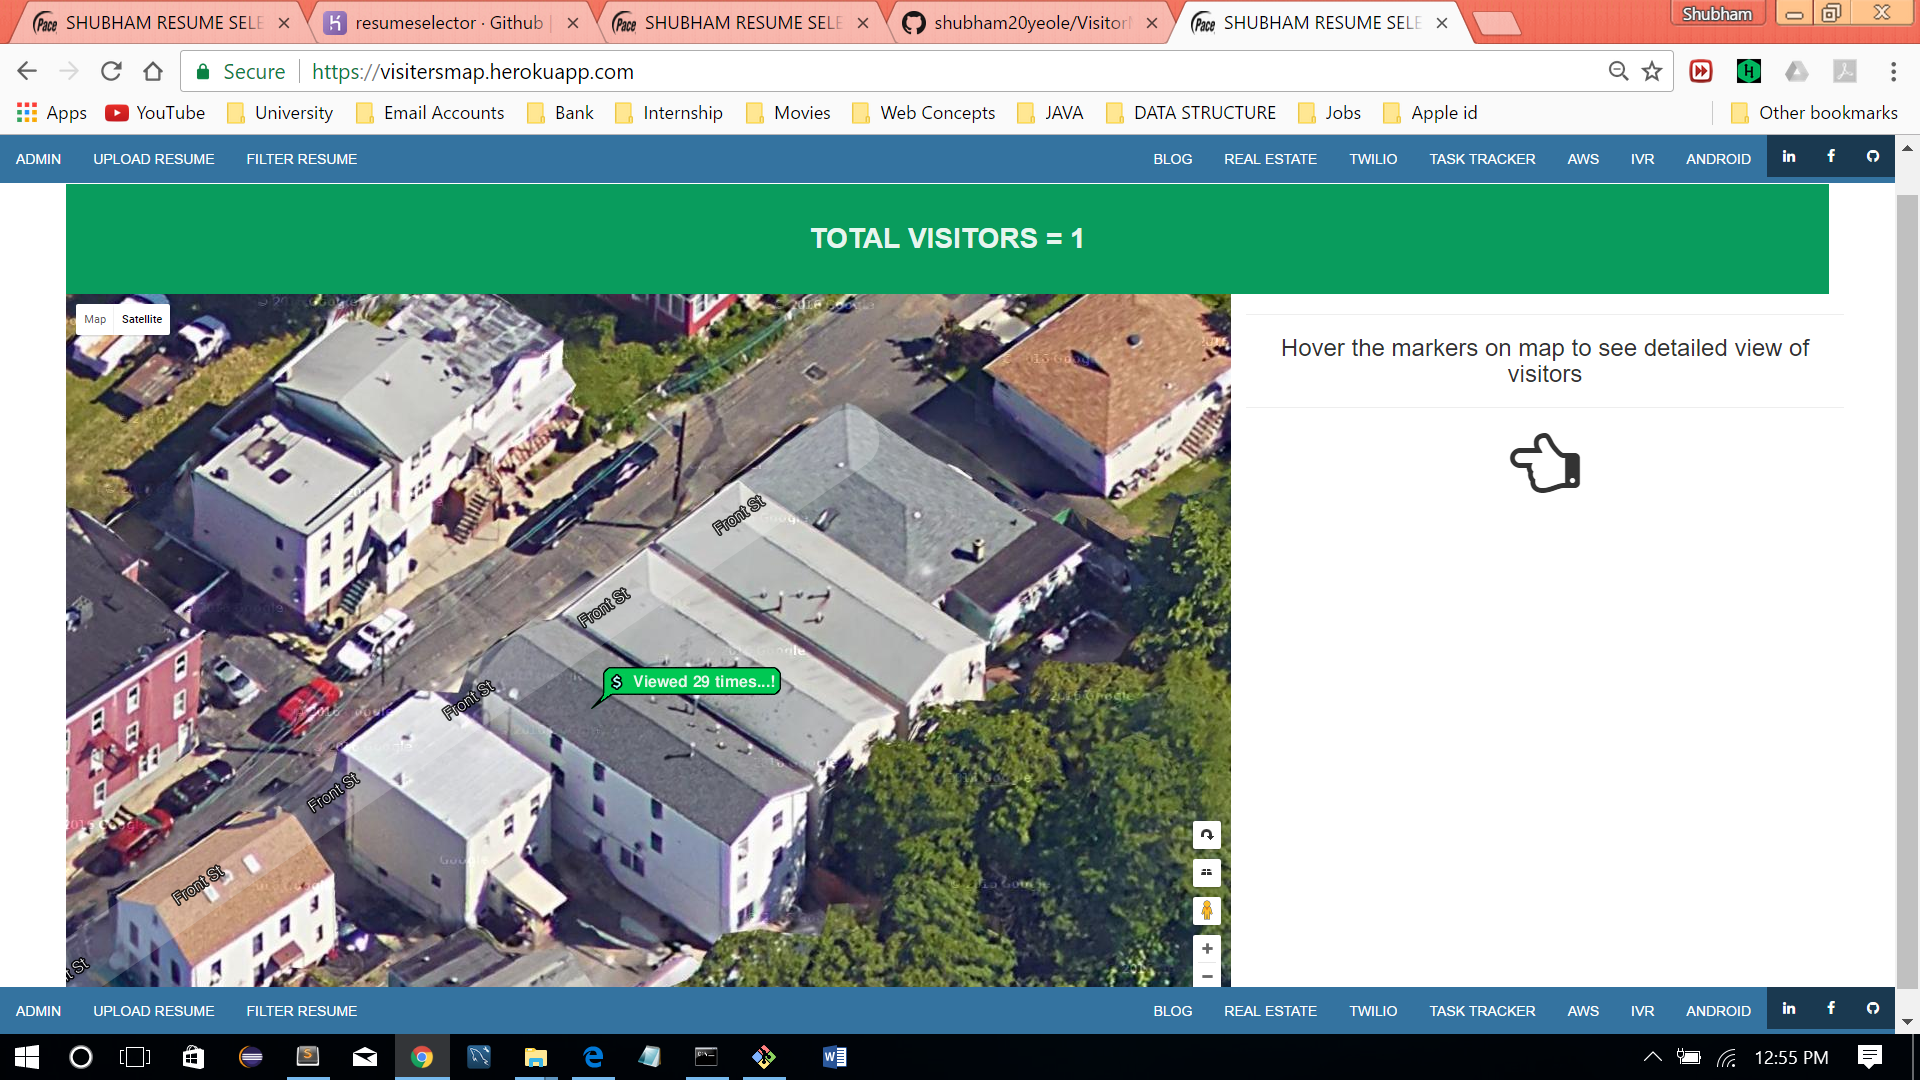 SHUBHAM RESUME SELE
resumeselector · Github
SHUBHAM RESUME SELE
shubham20yeole/Visitor
SHUBHAM RESUME SELE
Shubham
Secure
https://visitersmap.herokuapp.com
Apps
YouTube
University
Email Accounts
Bank
Internship
Movies
Web Concepts
JAVA
DATA STRUCTURE
Jobs
Apple id
Other bookmarks
ADMIN
UPLOAD RESUME
FILTER RESUME
BLOG
REAL ESTATE
TWILIO
TASK TRACKER
AWS
IVR
ANDROID
TOTAL VISITORS = 1
Map
Satellite
Hover the markers on map to see detailed view of
visitors
Front St
Front St
$ Viewed 29 times...!
Front St
Front St
Front St
St
ADMIN
UPLOAD RESUME
FILTER RESUME
BLOG
REAL ESTATE
TWILIO
TASK TRACKER
AWS
IVR
ANDROID
12:55 PM